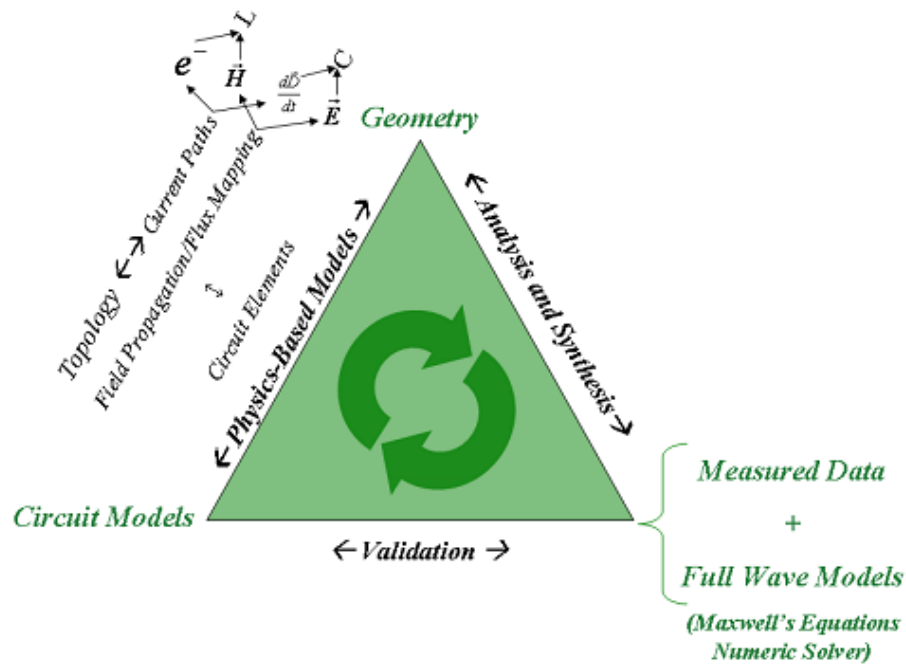 L
e⁻
H⃗
C
dD⃗
dt
E⃗
Geometry
Topology ↔ Current Paths
Field Propagation/Flux Mapping
↔
Circuit Elements
← Physics-Based Models →
← Analysis and Synthesis →
Circuit Models
← Validation →
Measured Data
+
Full Wave Models
(Maxwell's Equations
Numeric Solver)